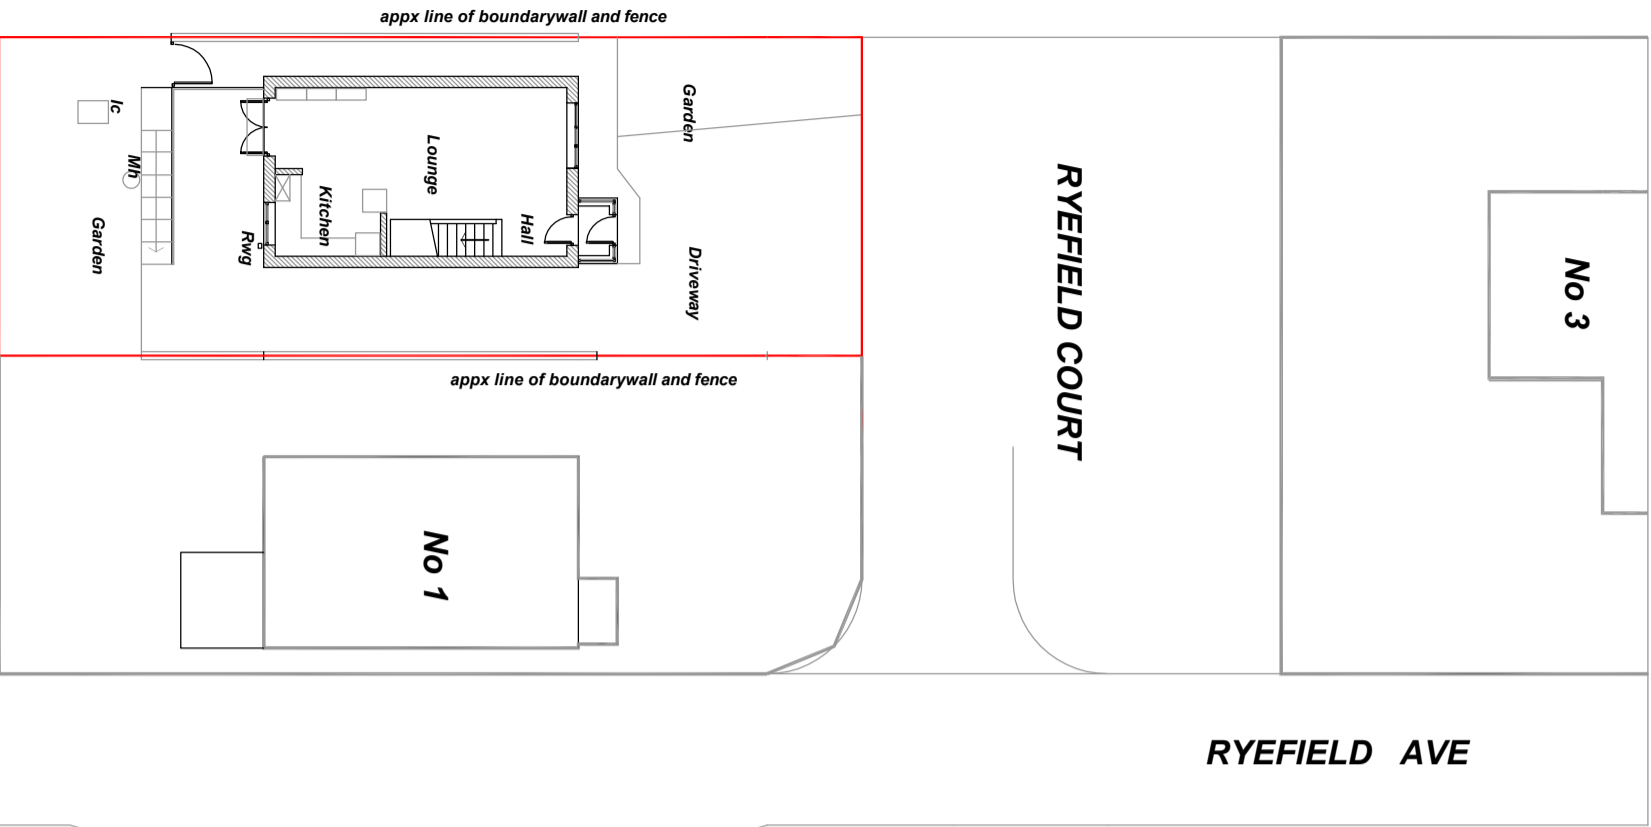 appx line of boundarywall and fence
Ic
Mh
Garden
Rwg
Kitchen
Lounge
Hall
Garden
Driveway
appx line of boundarywall and fence
No 1
RYEFIELD COURT
No 3
RYEFIELD AVE